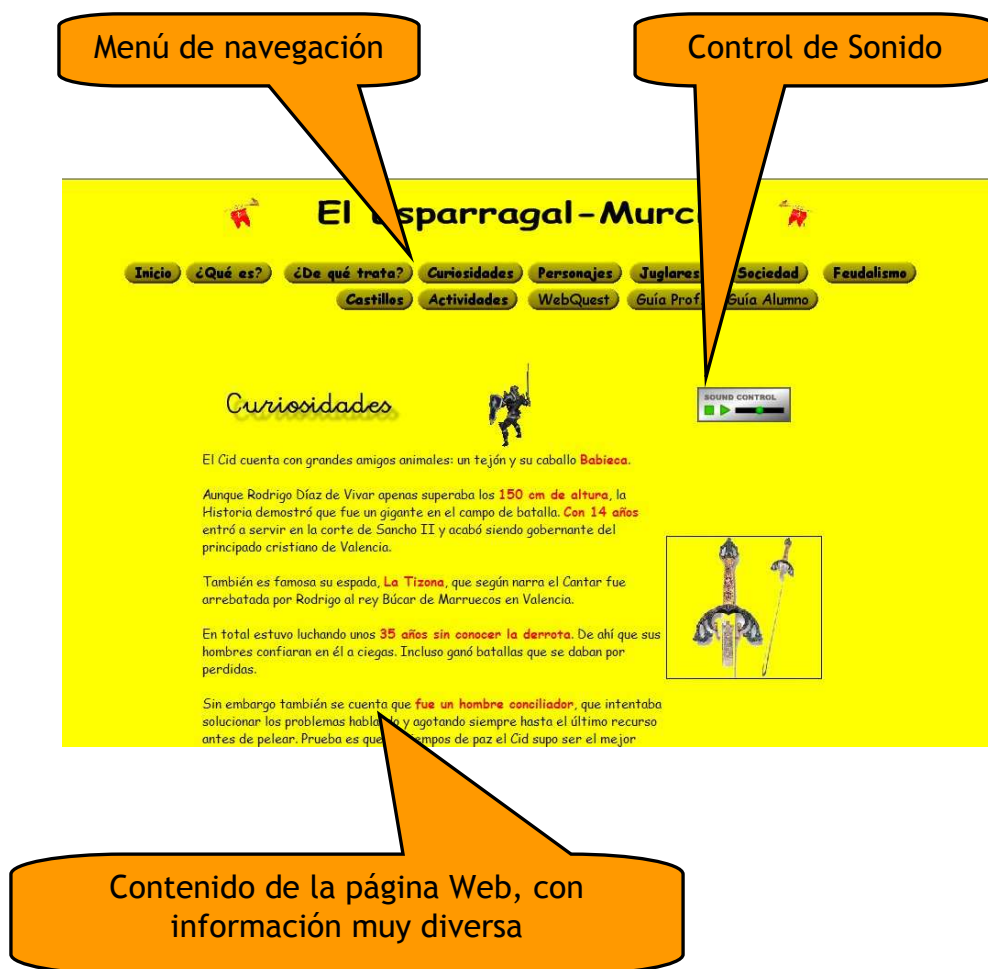 Menú de navegación
Control de Sonido
El Esparragal-Murc
Inicio ¿Qué es? ¿De qué trata? Curiosidades Personajes Juglares Sociedad Feudalismo
Castillos Actividades WebQuest Guía Prof Guía Alumno
Curiosidades
SOUND CONTROL
El Cid cuenta con grandes amigos animales: un tejón y su caballo Babieca.
Aunque Rodrigo Díaz de Vivar apenas superaba los 150 cm de altura, la
Historia demostró que fue un gigante en el campo de batalla. Con 14 años
entró a servir en la corte de Sancho II y acabó siendo gobernante del
principado cristiano de Valencia.
También es famosa su espada, La Tizona, que según narra el Cantar fue
arrebatada por Rodrigo al rey Búcar de Marruecos en Valencia.
En total estuvo luchando unos 35 años sin conocer la derrota. De ahí que sus
hombres confiaran en él a ciegas. Incluso ganó batallas que se daban por
perdidas.
Sin embargo también se cuenta que fue un hombre conciliador, que intentaba
solucionar los problemas hablando y agotando siempre hasta el último recurso
antes de pelear. Prueba es que tiempos de paz el Cid supo ser el mejor
Contenido de la página Web, con
información muy diversa